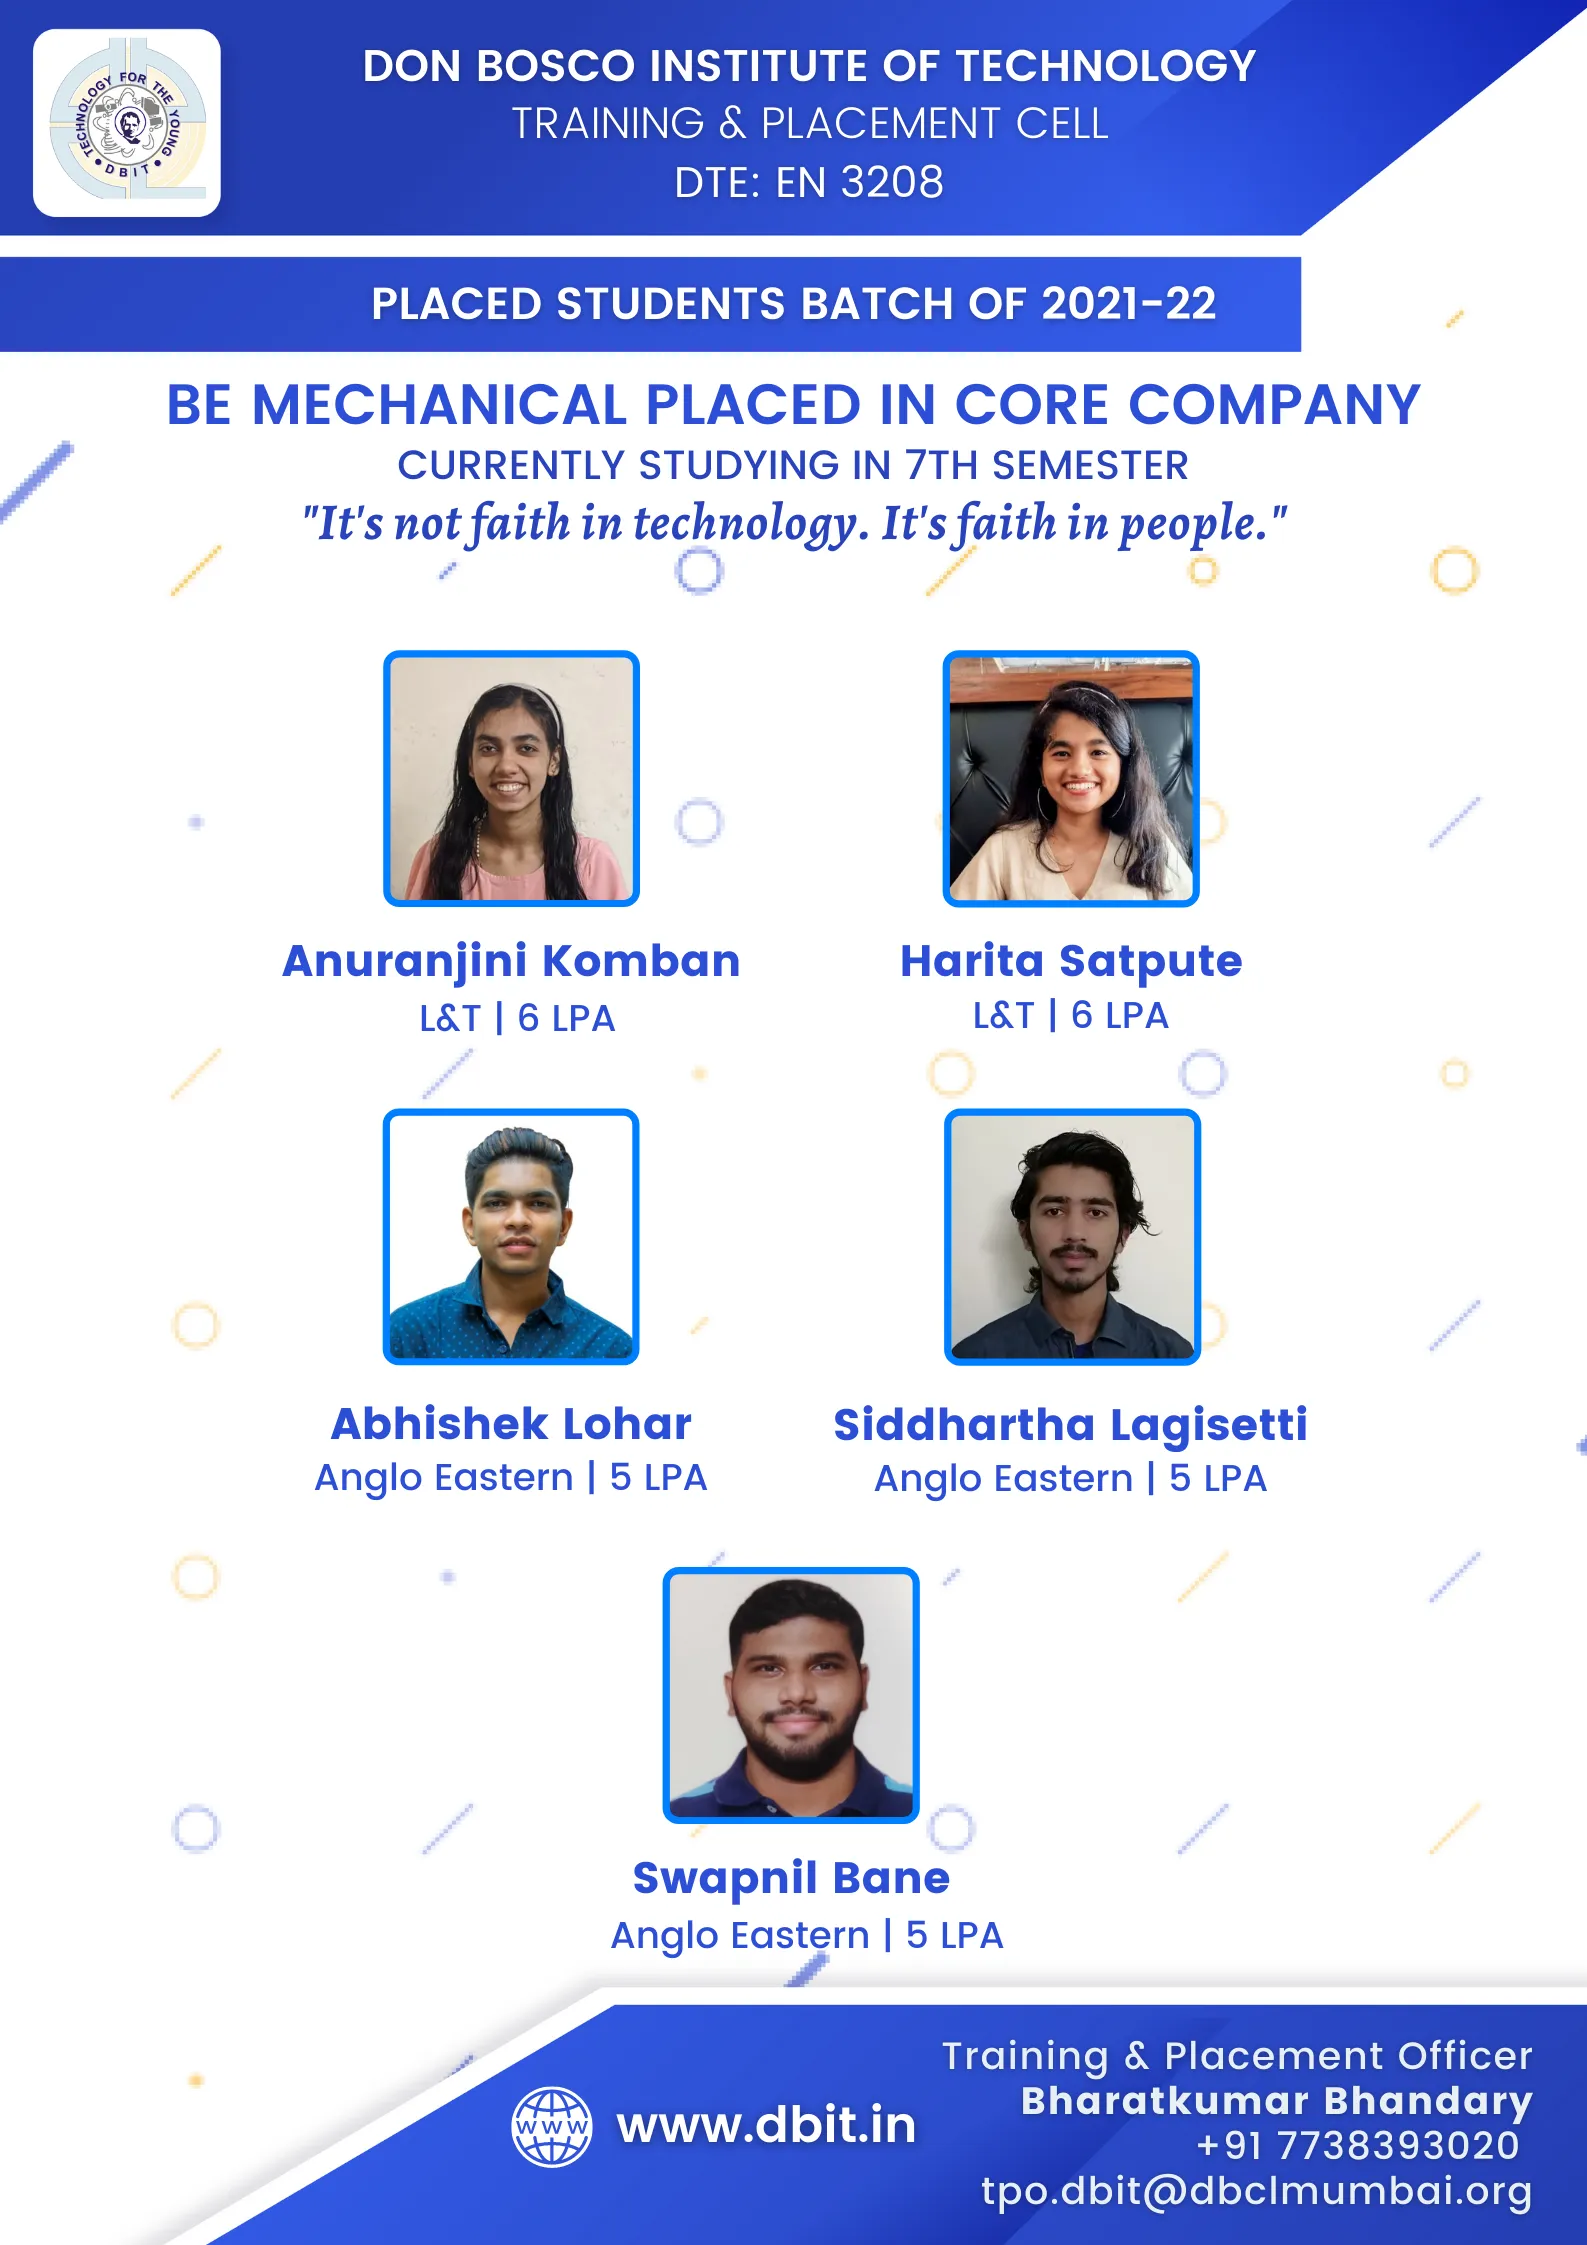 TECHNOLOGY FOR THE YOUNG
DBIT
DON BOSCO INSTITUTE OF TECHNOLOGY
TRAINING & PLACEMENT CELL
DTE: EN 3208
PLACED STUDENTS BATCH OF 2021-22
BE MECHANICAL PLACED IN CORE COMPANY
CURRENTLY STUDYING IN 7TH SEMESTER
"It's not faith in technology. It's faith in people."
Anuranjini Komban
L&T | 6 LPA
Harita Satpute
L&T | 6 LPA
Abhishek Lohar
Anglo Eastern | 5 LPA
Siddhartha Lagisetti
Anglo Eastern | 5 LPA
Swapnil Bane
Anglo Eastern | 5 LPA
WWW
www.dbit.in
Training & Placement Officer
Bharatkumar Bhandary
+91 7738393020
tpo.dbit@dbclmumbai.org